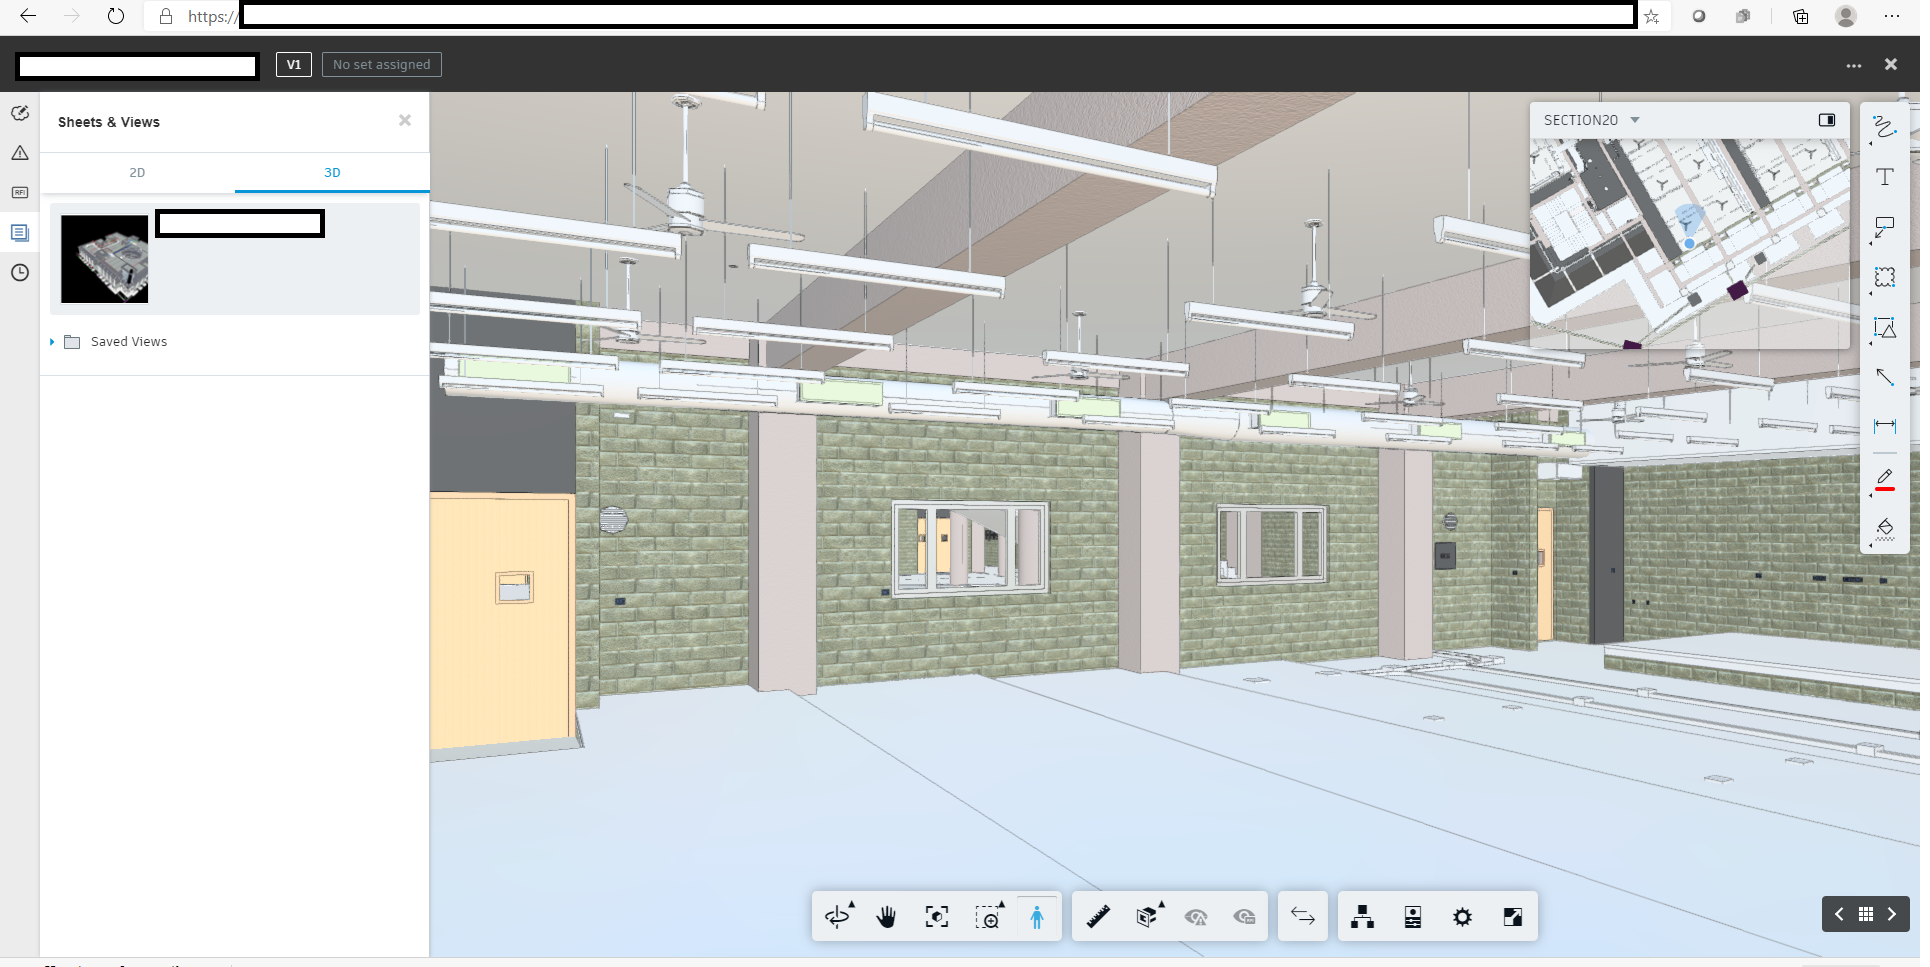 https://
V1
No set assigned
Sheets & Views
2D
3D
RFI
Saved Views
SECTION20
T